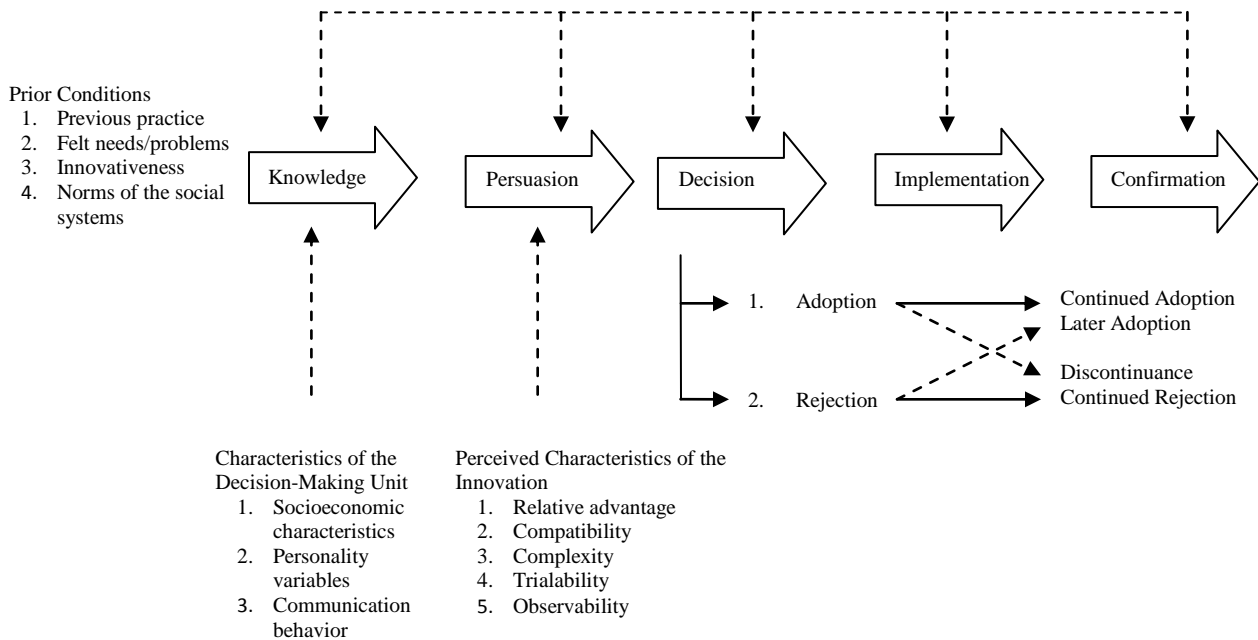 Prior Conditions
1. Previous practice
2. Felt needs/problems
3. Innovativeness
4. Norms of the social
systems
Knowledge
Persuasion
Decision
Implementation
Confirmation
1. Adoption
2. Rejection
Continued Adoption
Later Adoption
Discontinuance
Continued Rejection
Characteristics of the
Decision-Making Unit
1. Socioeconomic
characteristics
2. Personality
variables
3. Communication
behavior
Perceived Characteristics of the
Innovation
1. Relative advantage
2. Compatibility
3. Complexity
4. Trialability
5. Observability